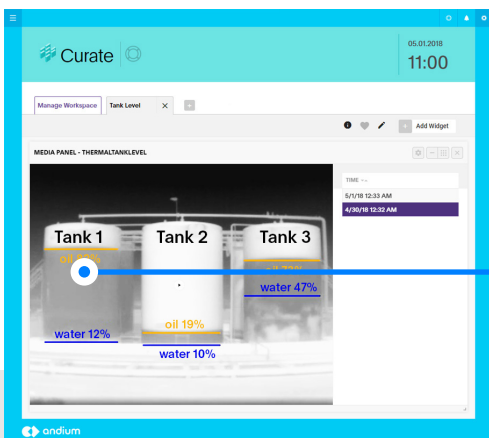 Curate
05.01.2018
11:00
Manage Workspace
Tank Level
Add Widget
MEDIA PANEL - THERMALTANKLEVEL
TIME
5/1/18 12:33 AM
4/30/18 12:32 AM
Tank 1
Tank 2
Tank 3
oil
water 47%
oil 19%
water 12%
water 10%
andium